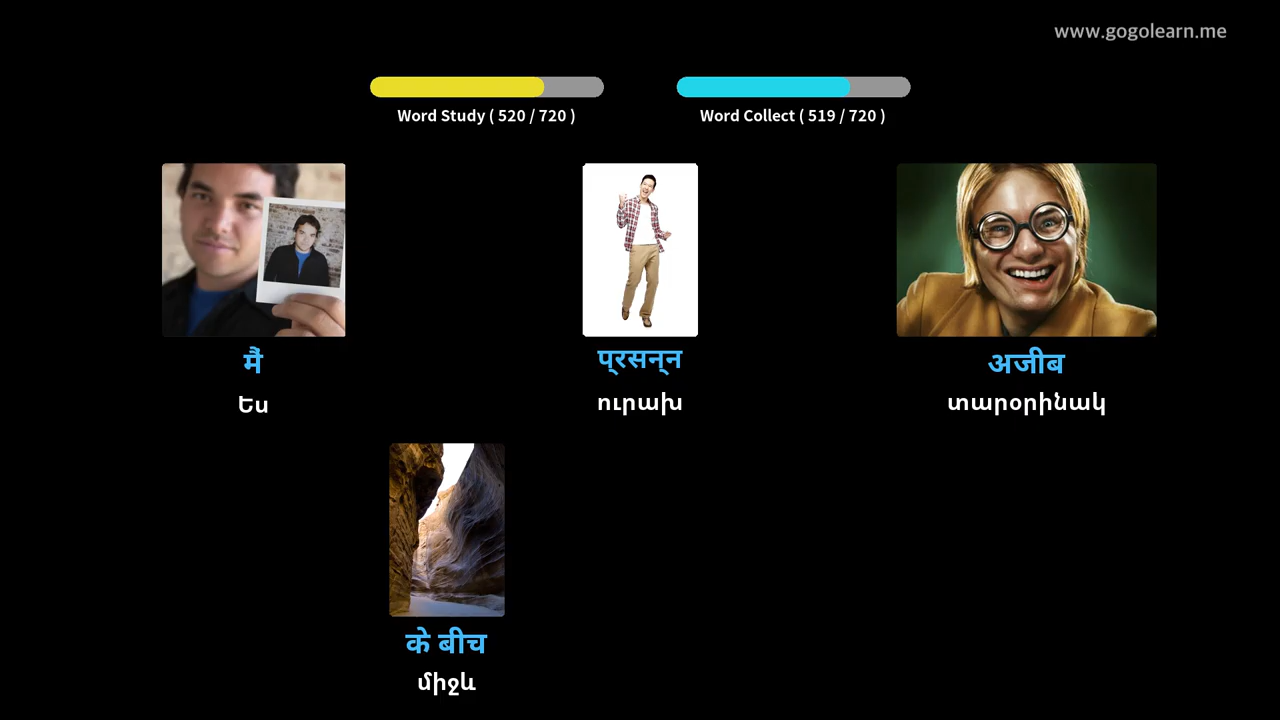 www.gogolearn.me
Word Study ( 520 / 720 )
Word Collect ( 519 / 720 )
मैं
प्रसन्न
अजीब
Ես
ուրախ
տարօրինակ
के बीच
միջև